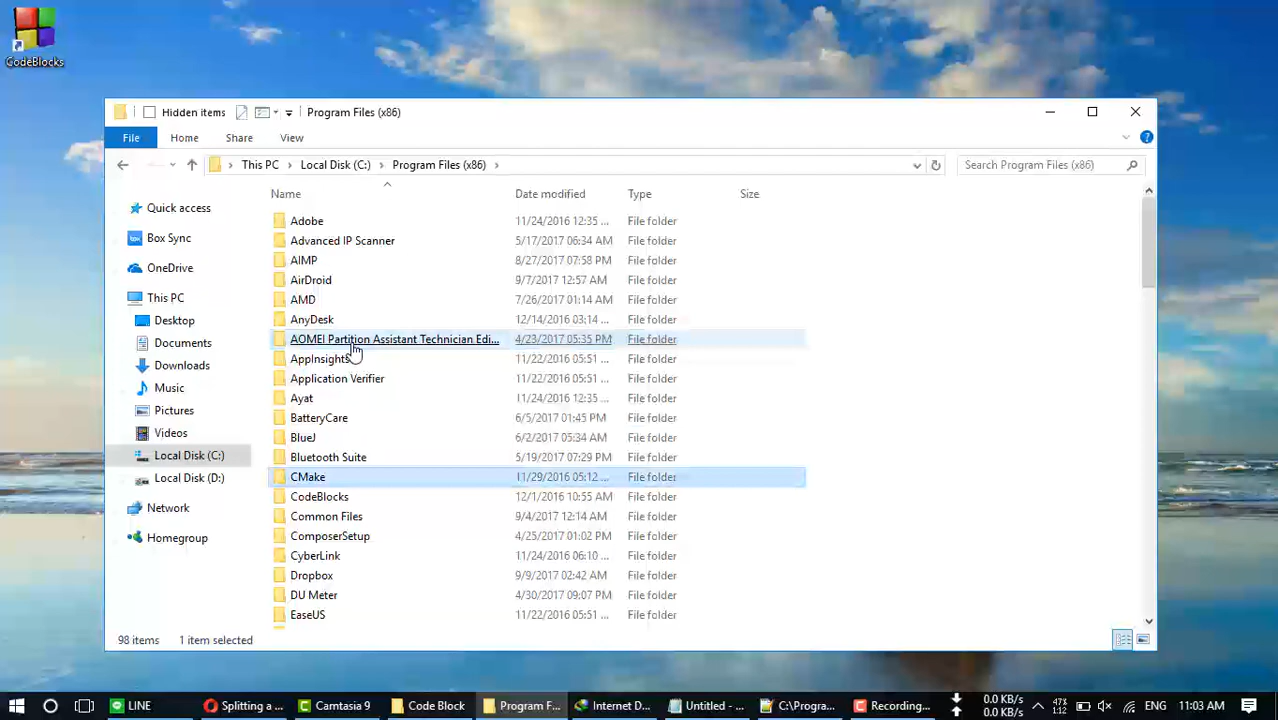 CodeBlocks
Hidden items
Program Files (x86)
File Home Share View
This PC Local Disk (C:) Program Files (x86)
Search Program Files (x86)
Name Date modified Type Size
Quick access
Box Sync
OneDrive
This PC
Desktop
Documents
Downloads
Music
Pictures
Videos
Local Disk (C:)
Local Disk (D:)
Network
Homegroup
Adobe 11/24/2016 12:35 ... File folder
Advanced IP Scanner 5/17/2017 06:34 AM File folder
AIMP 8/27/2017 07:58 PM File folder
AirDroid 9/7/2017 12:57 AM File folder
AMD 7/26/2017 01:14 AM File folder
AnyDesk 12/14/2016 03:14 ... File folder
AOMEI Partition Assistant Technician Edi... 4/23/2017 05:35 PM File folder
AppInsights 11/22/2016 05:51 ... File folder
Application Verifier 11/22/2016 05:51 ... File folder
Ayat 11/24/2016 12:35 ... File folder
BatteryCare 6/5/2017 01:45 PM File folder
BlueJ 6/2/2017 05:34 AM File folder
Bluetooth Suite 5/19/2017 07:29 PM File folder
CMake 11/29/2016 05:12 ... File folder
CodeBlocks 12/1/2016 10:55 AM File folder
Common Files 9/4/2017 12:14 AM File folder
ComposerSetup 4/25/2017 01:02 PM File folder
CyberLink 11/24/2016 06:10 ... File folder
Dropbox 9/9/2017 02:42 AM File folder
DU Meter 4/30/2017 09:07 PM File folder
EaseUS 11/22/2016 05:51 ... File folder
98 items 1 item selected
LINE Splitting a ... Camtasia 9 Code Block Program F... Internet D... Untitled - ... C:\Progra... Recording... 0.0 KB/s 47% ENG 11:03 AM
0.0 KB/s 1:12